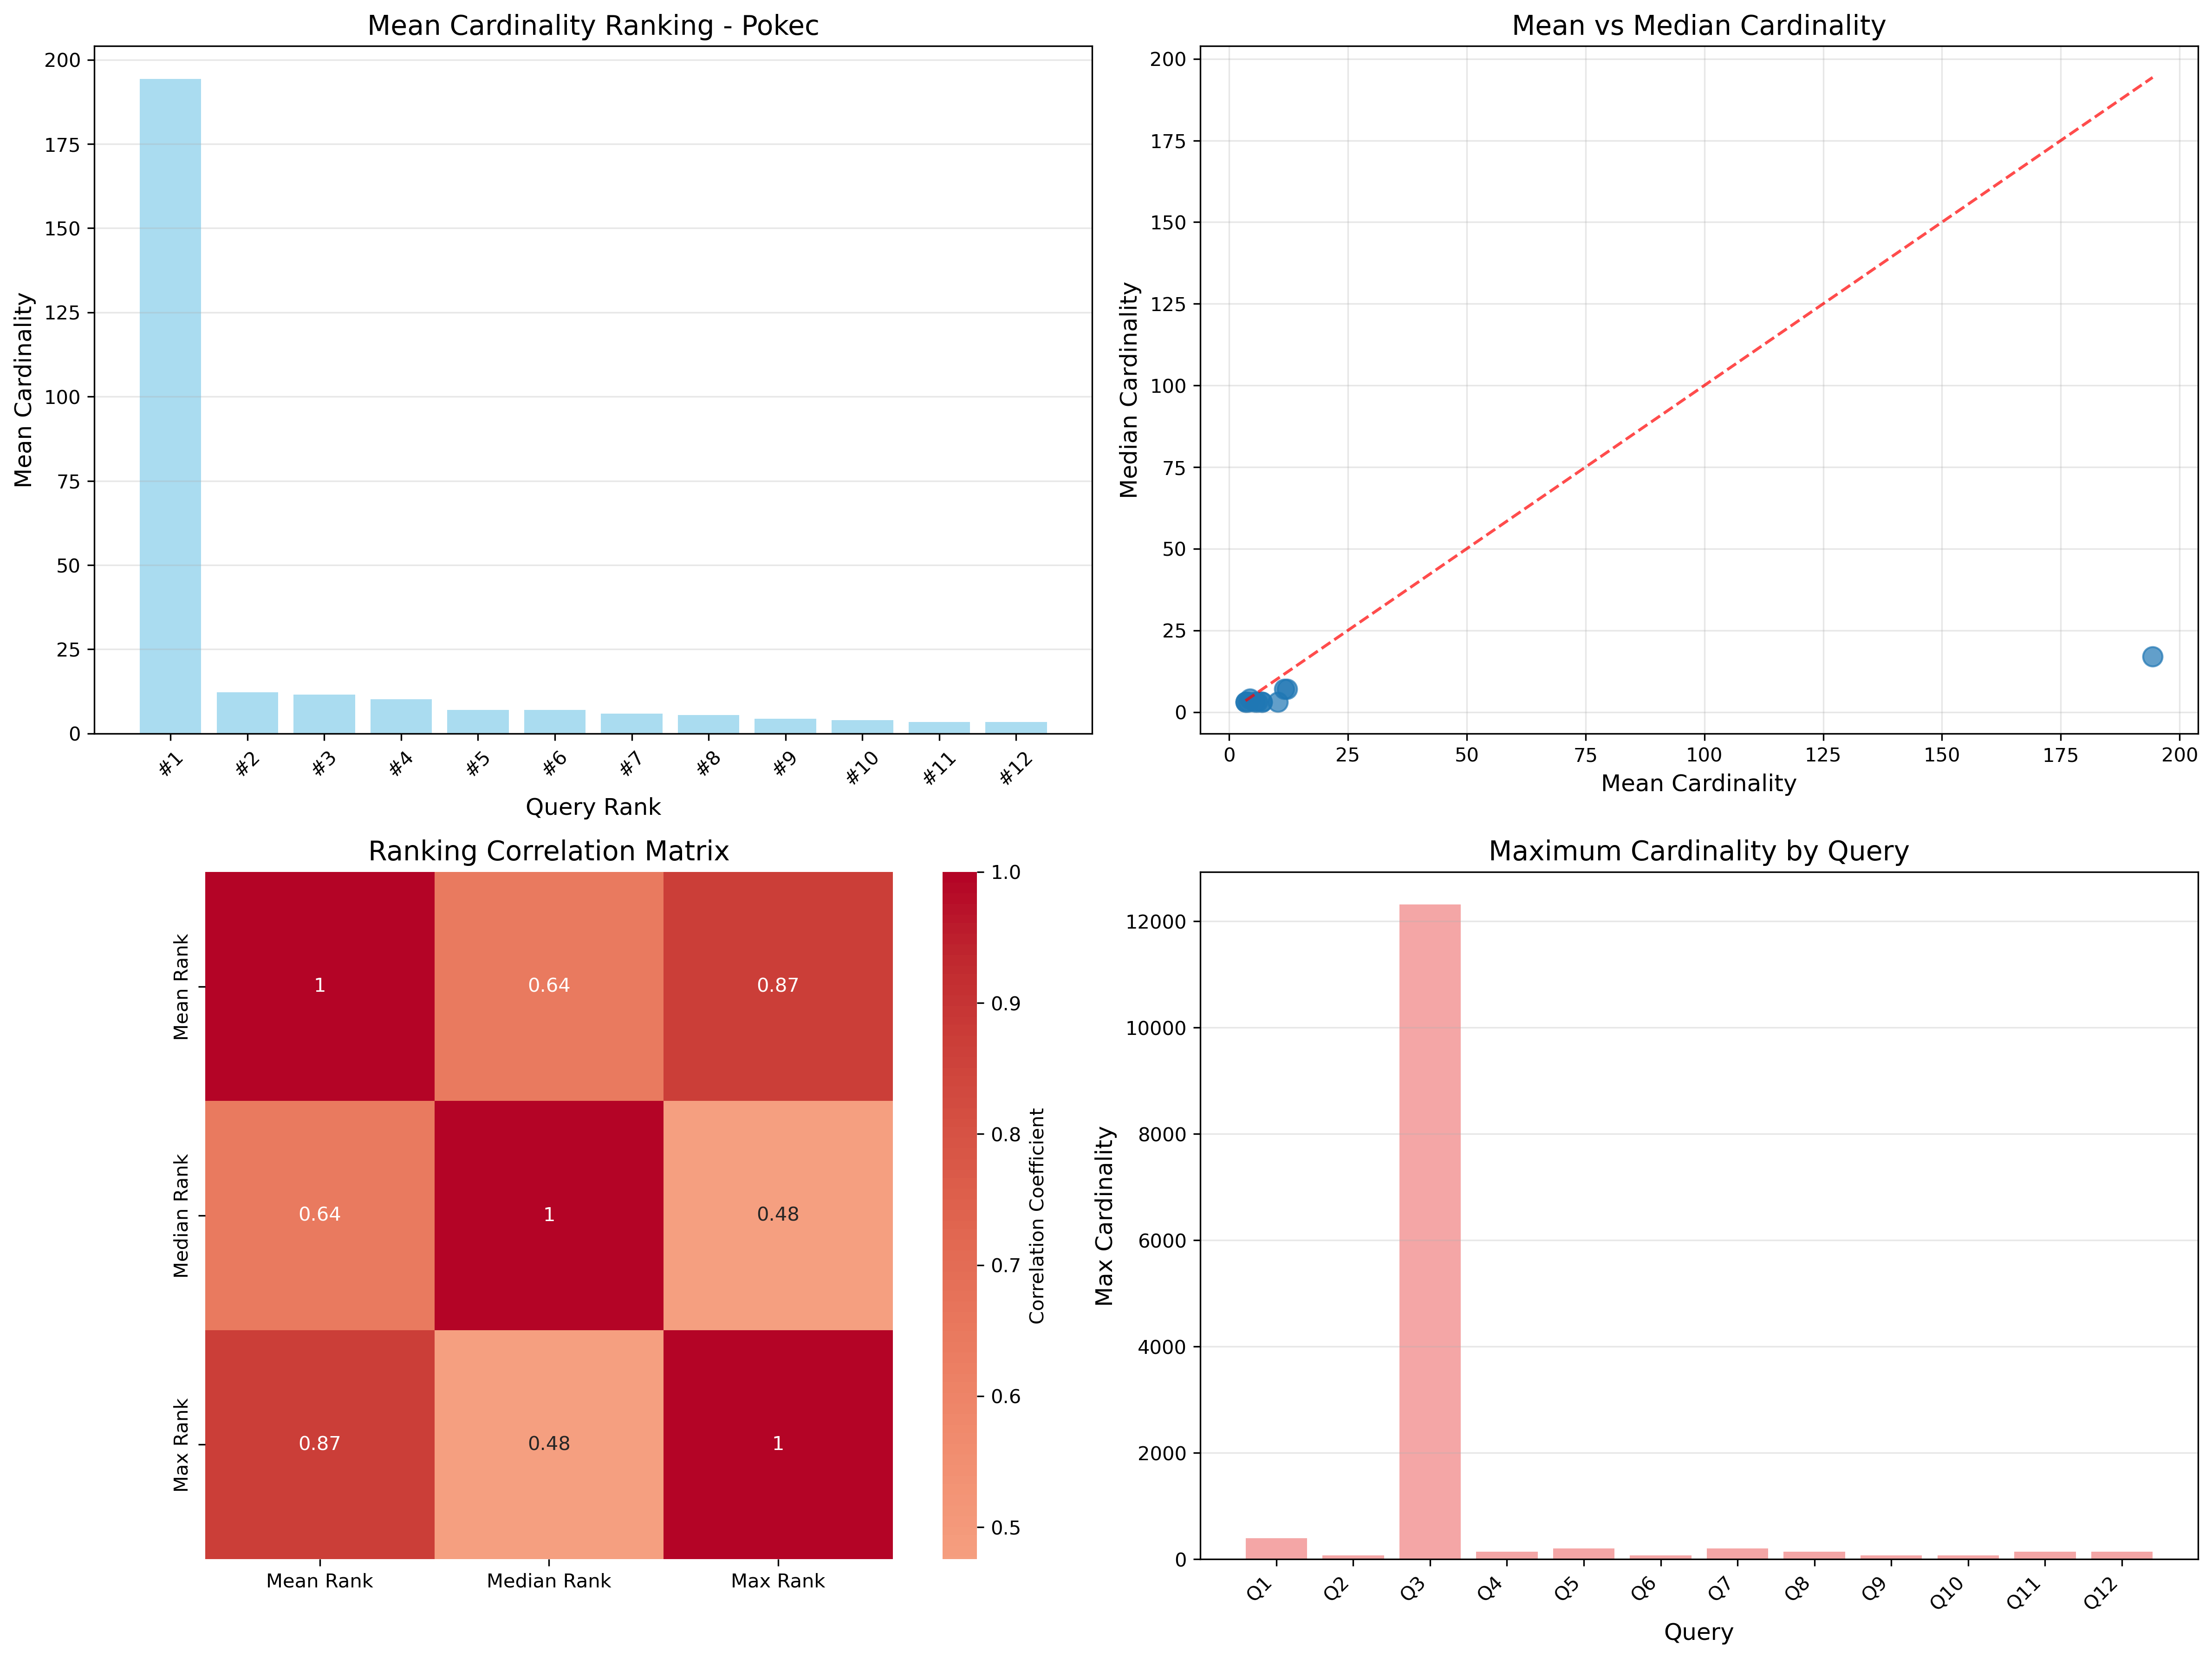 Mean Cardinality Ranking - Pokec
Mean Cardinality
200
175
150
125
100
75
50
25
0
#1
#2
#3
#4
#5
#6
#7
#8
#9
#10
#11
#12
Query Rank
Mean vs Median Cardinality
Median Cardinality
200
175
150
125
100
75
50
25
0
0
25
50
75
100
125
150
175
200
Mean Cardinality
Ranking Correlation Matrix
Mean Rank
Median Rank
Max Rank
1
0.64
0.87
0.64
1
0.48
0.87
0.48
1
Mean Rank
Median Rank
Max Rank
1.0
0.9
0.8
0.7
0.6
0.5
Correlation Coefficient
Maximum Cardinality by Query
Max Cardinality
12000
10000
8000
6000
4000
2000
0
Q1
Q2
Q3
Q4
Q5
Q6
Q7
Q8
Q9
Q10
Q11
Q12
Query